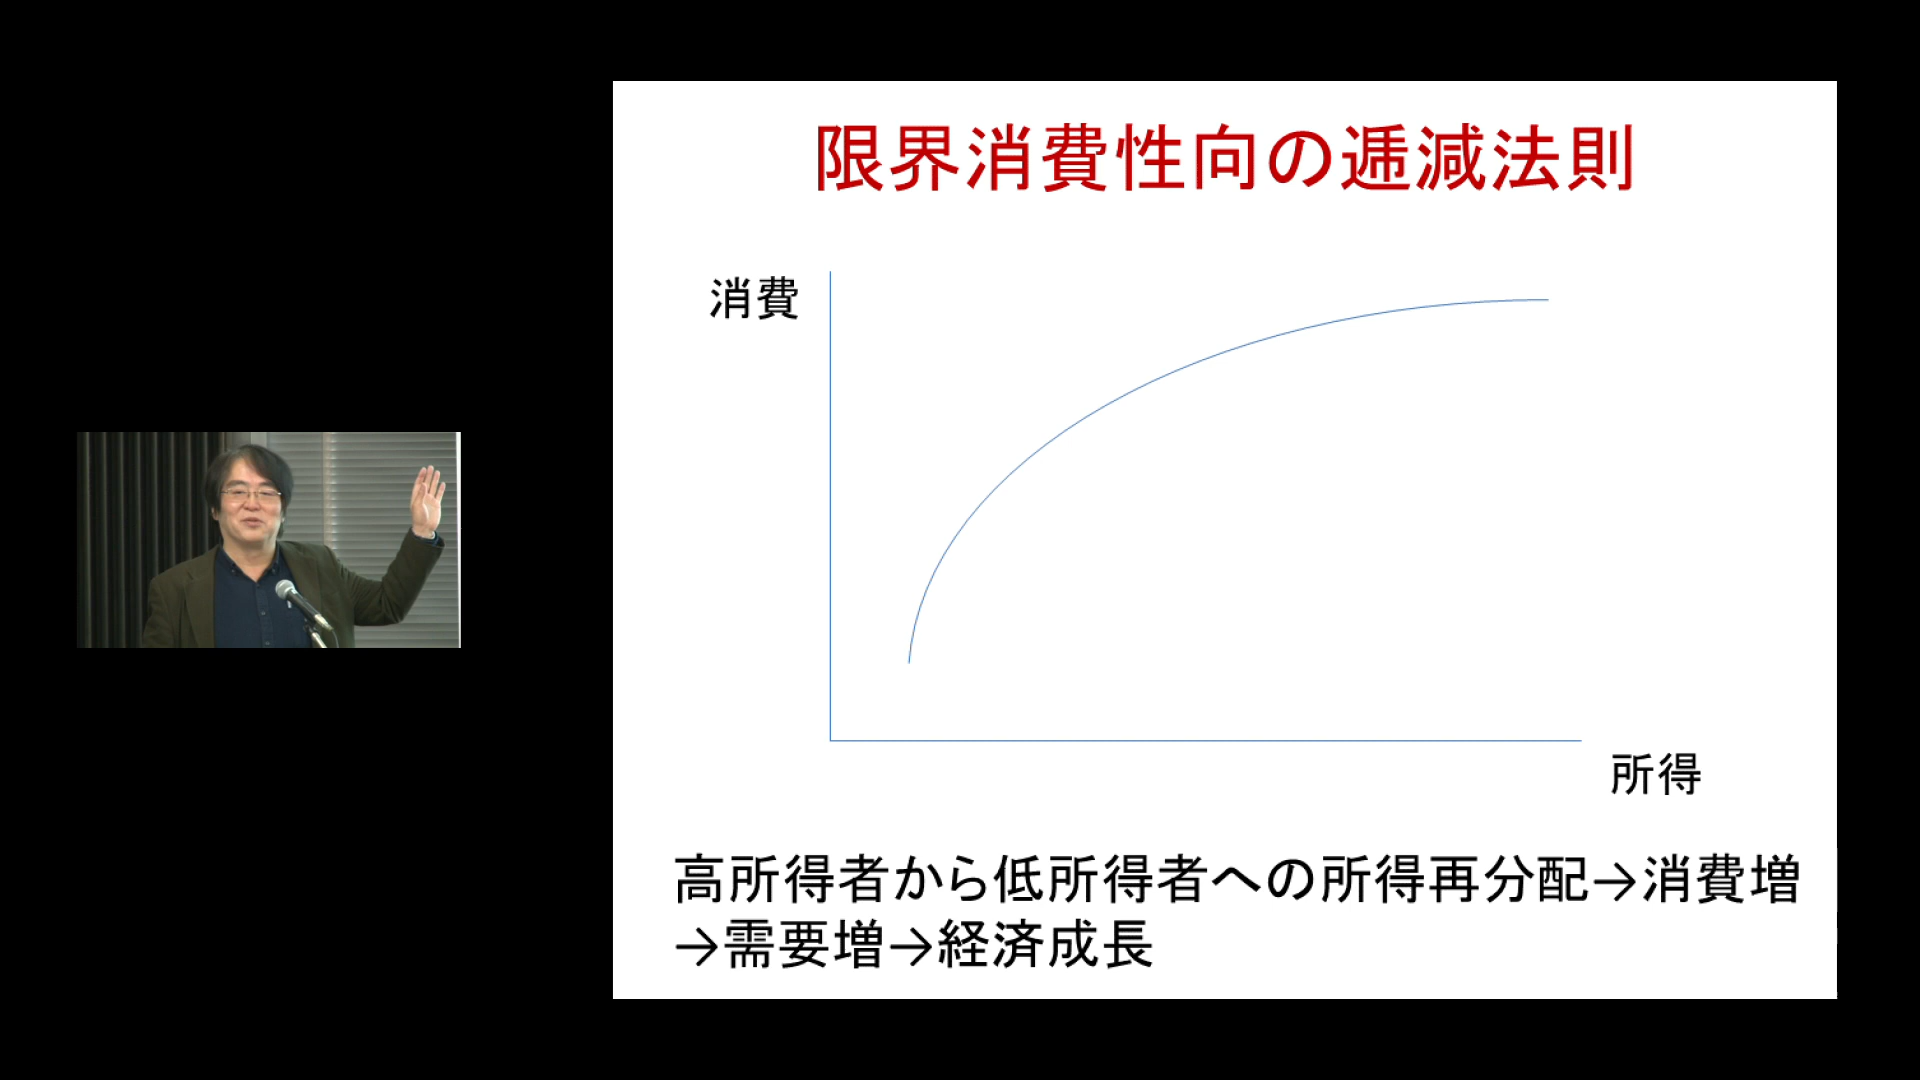 限界消費性向の逓減法則
消費
所得
高所得者から低所得者への所得再分配→消費増
→需要増→経済成長